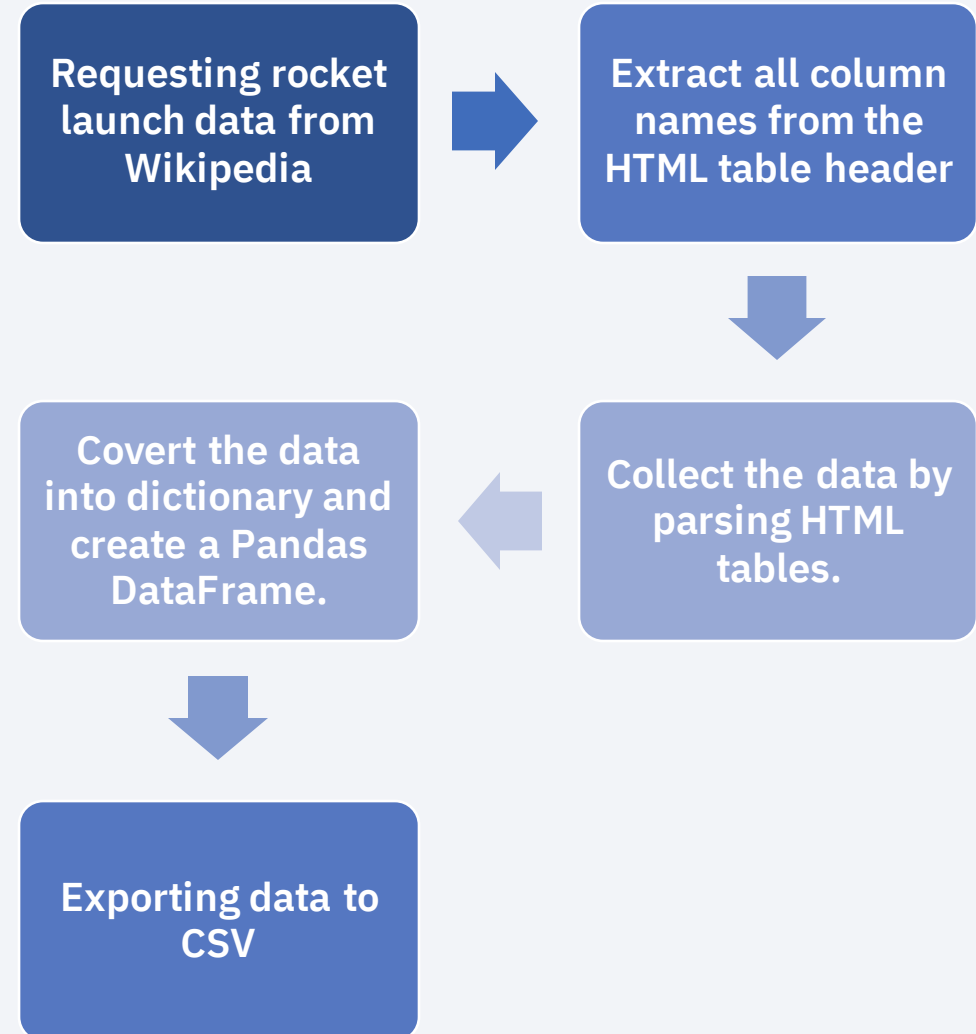 Requesting rocket
launch data from
Wikipedia
Extract all column
names from the
HTML table header
Collect the data by
parsing HTML
tables.
Covert the data
into dictionary and
create a Pandas
DataFrame.
Exporting data to
CSV